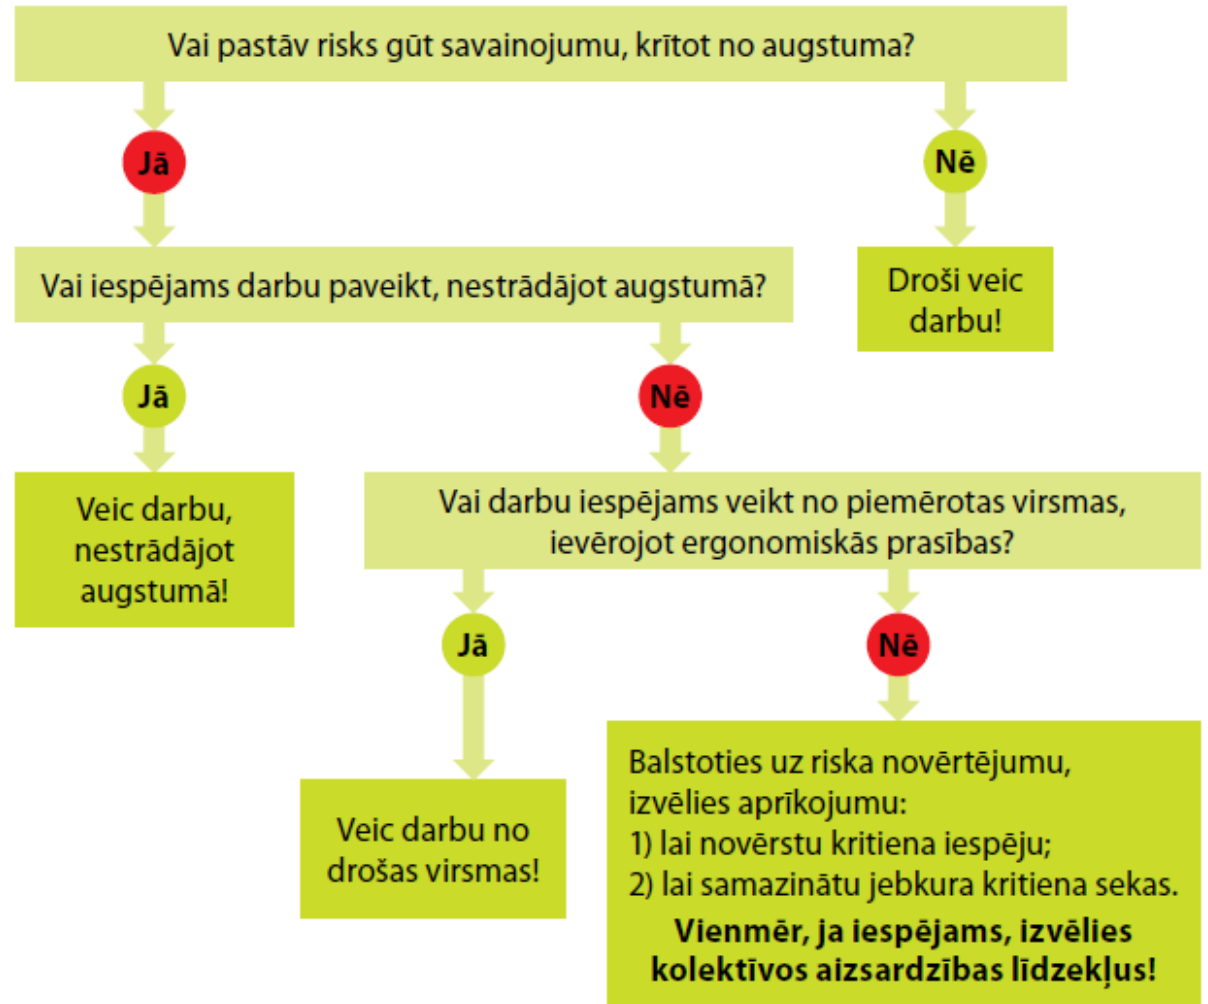 Vai pastāv risks gūt savainojumu, krītot no augstuma?
Jā
Nē
Vai iespējams darbu paveikt, nestrādājot augstumā?
Droši veic
darbu!
Jā
Nē
Veic darbu,
nestrādājot
augstumā!
Vai darbu iespējams veikt no piemērotas virsmas,
ievērojot ergonomiskās prasības?
Jā
Nē
Veic darbu no
drošas virsmas!
Balstoties uz riska novērtējumu,
izvēlies aprīkojumu:
1) lai novērstu kritiena iespēju;
2) lai samazinātu jebkura kritiena sekas.
Vienmēr, ja iespējams, izvēlies
kolektīvos aizsardzības līdzekļus!